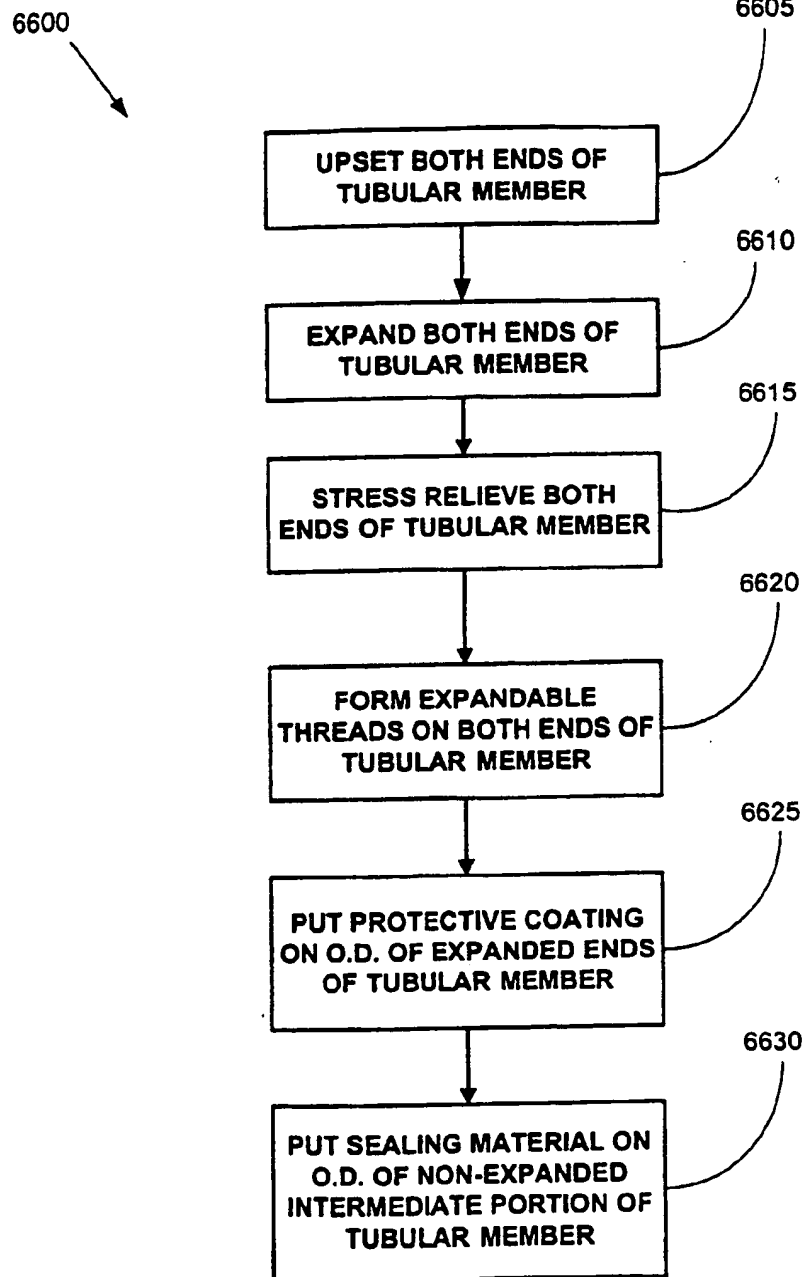 6600
6605
UPSET BOTH ENDS OF
TUBULAR MEMBER
6610
EXPAND BOTH ENDS OF
TUBULAR MEMBER
6615
STRESS RELIEVE BOTH
ENDS OF TUBULAR MEMBER
6620
FORM EXPANDABLE
THREADS ON BOTH ENDS OF
TUBULAR MEMBER
6625
PUT PROTECTIVE COATING
ON O.D. OF EXPANDED ENDS
OF TUBULAR MEMBER
6630
PUT SEALING MATERIAL ON
O.D. OF NON-EXPANDED
INTERMEDIATE PORTION OF
TUBULAR MEMBER